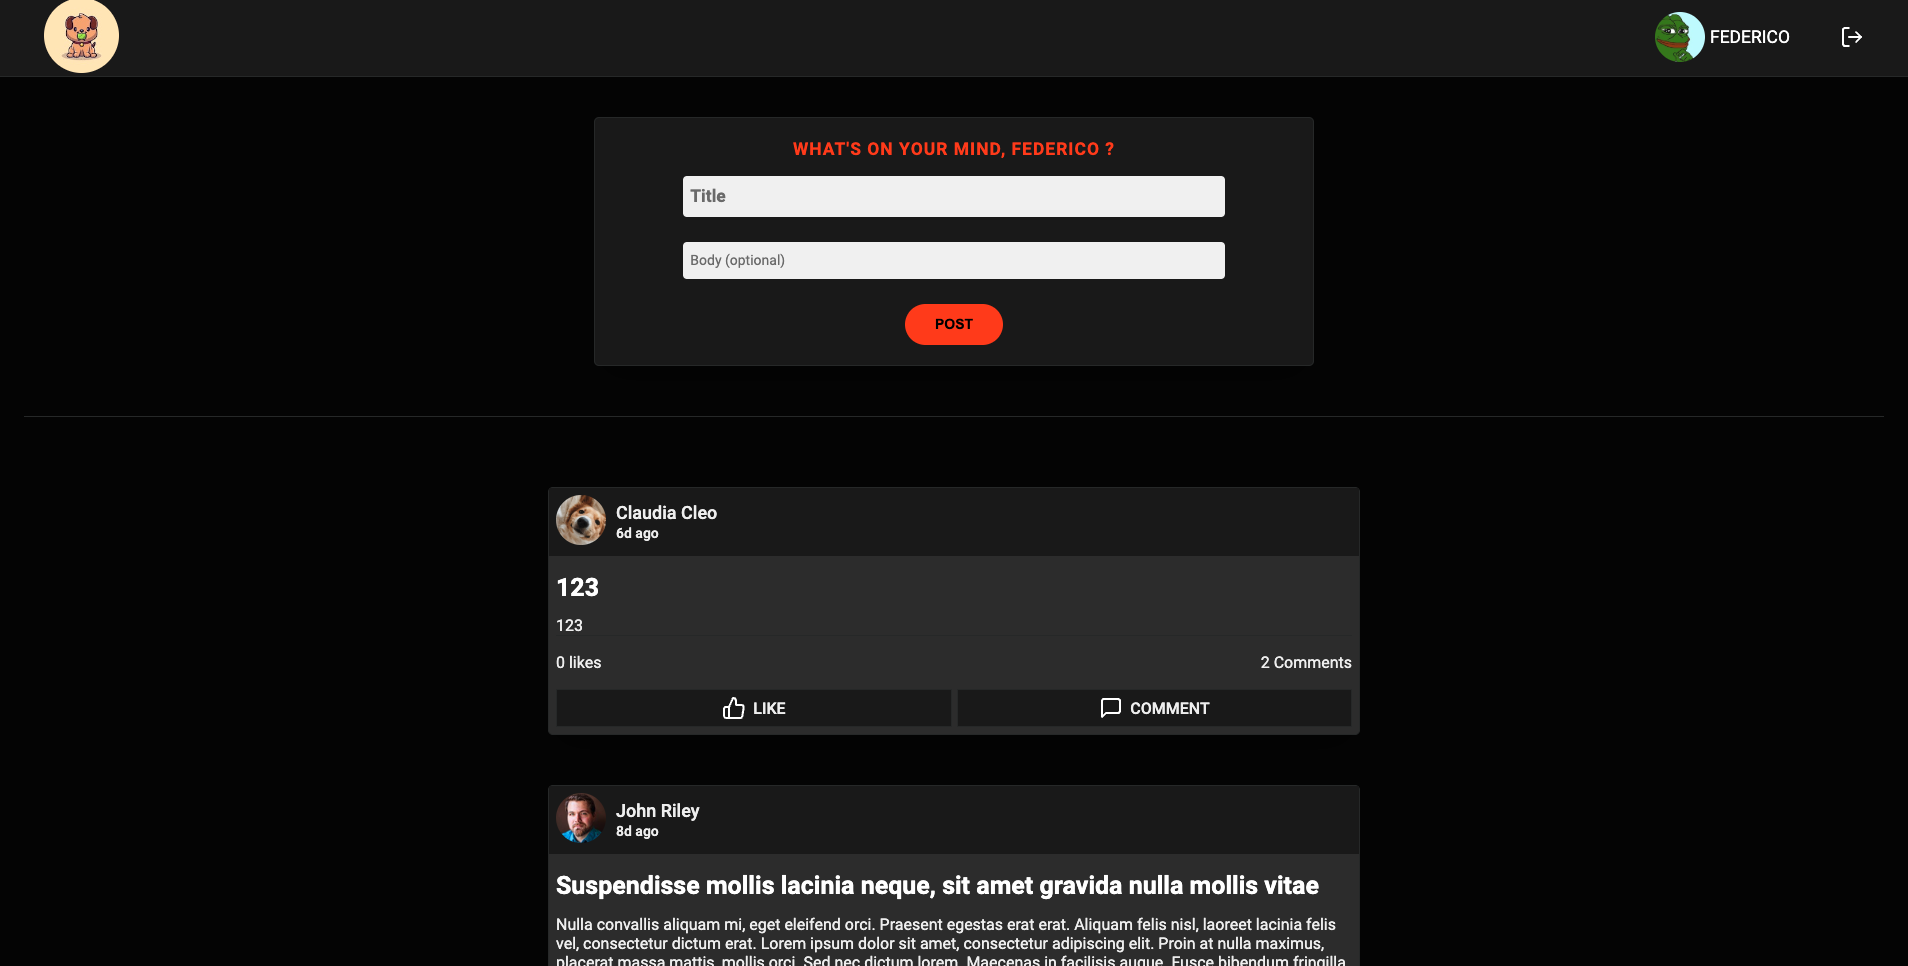 FEDERICO
WHAT'S ON YOUR MIND, FEDERICO ?
Title
Body (optional)
POST
Claudia Cleo
6d ago
123
123
0 likes
2 Comments
LIKE
COMMENT
John Riley
8d ago
Suspendisse mollis lacinia neque, sit amet gravida nulla mollis vitae
Nulla convallis aliquam mi, eget eleifend orci. Praesent egestas erat erat. Aliquam felis nisl, laoreet lacinia felis
vel, consectetur dictum erat. Lorem ipsum dolor sit amet, consectetur adipiscing elit. Proin at nulla maximus,
placerat massa mattis, mollis orci. Sed nec dictum lorem. Maecenas in facilisis augue. Fusce bibendum fringilla